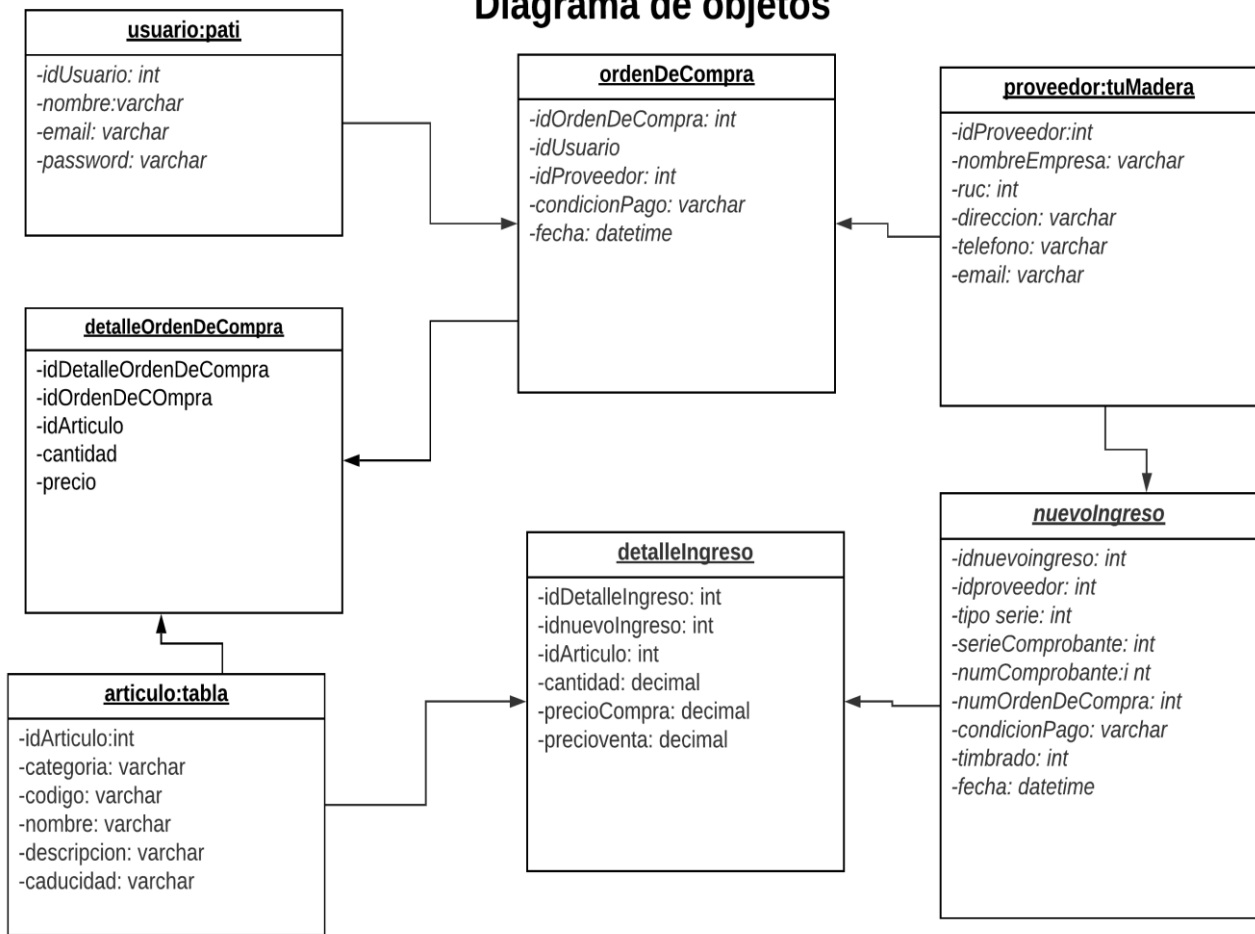 Diagrama de objetos
usuario:pati
-idUsuario: int
-nombre:varchar
-email: varchar
-password: varchar
ordenDeCompra
-idOrdenDeCompra: int
-idUsuario
-idProveedor: int
-condicionPago: varchar
-fecha: datetime
proveedor:tuMadera
-idProveedor:int
-nombreEmpresa: varchar
-ruc: int
-direccion: varchar
-telefono: varchar
-email: varchar
detalleOrdenDeCompra
-idDetalleOrdenDeCompra
-idOrdenDeCOmpra
-idArticulo
-cantidad
-precio
detalleIngreso
-idDetalleIngreso: int
-idnuevoIngreso: int
-idArticulo: int
-cantidad: decimal
-precioCompra: decimal
-precioventa: decimal
nuevoIngreso
-idnuevoingreso: int
-idproveedor: int
-tipo serie: int
-serieComprobante: int
-numComprobante:i nt
-numOrdenDeCompra: int
-condicionPago: varchar
-timbrado: int
-fecha: datetime
articulo:tabla
-idArticulo:int
-categoria: varchar
-codigo: varchar
-nombre: varchar
-descripcion: varchar
-caducidad: varchar